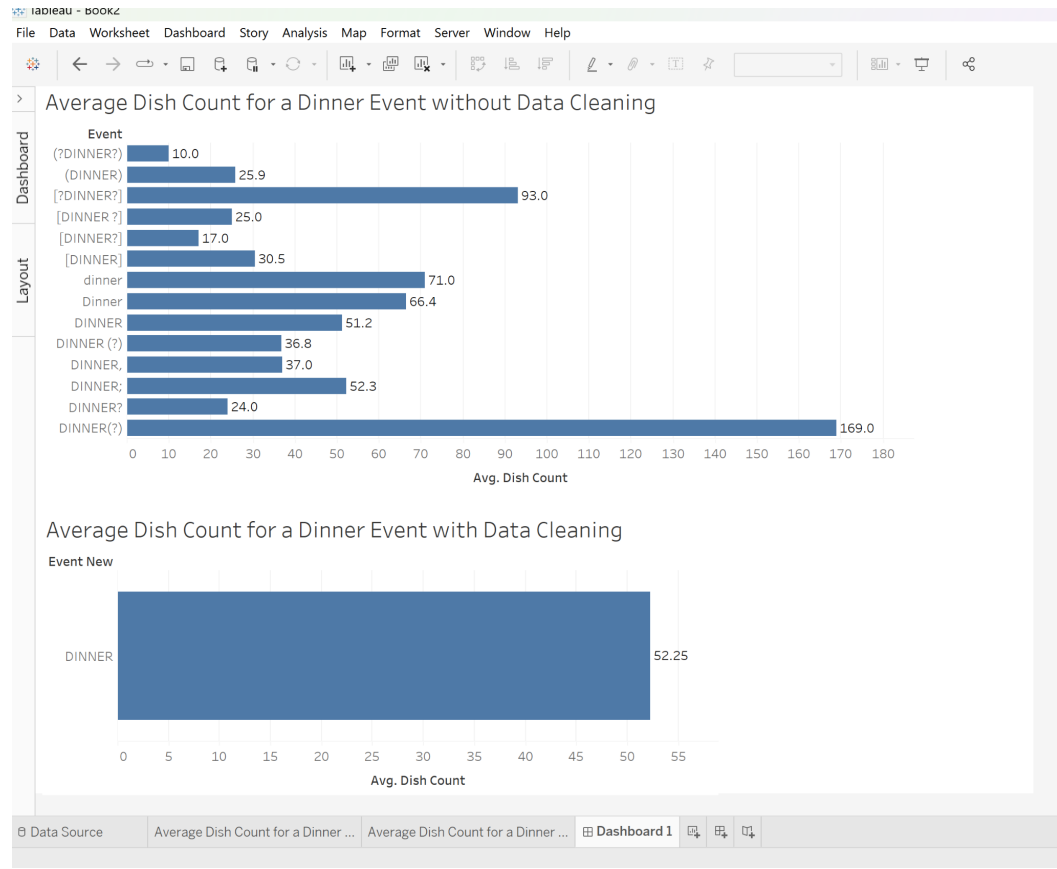 Tableau - Book2
File Data Worksheet Dashboard Story Analysis Map Format Server Window Help
Dashboard
Layout
Average Dish Count for a Dinner Event without Data Cleaning
Event
(?DINNER?) 10.0
(DINNER) 25.9
[?DINNER?] 93.0
[DINNER ?] 25.0
[DINNER?] 17.0
[DINNER] 30.5
dinner 71.0
Dinner 66.4
DINNER 51.2
DINNER (?) 36.8
DINNER, 37.0
DINNER; 52.3
DINNER? 24.0
DINNER(?) 169.0
0 10 20 30 40 50 60 70 80 90 100 110 120 130 140 150 160 170 180
Avg. Dish Count
Average Dish Count for a Dinner Event with Data Cleaning
Event New
DINNER 52.25
0 5 10 15 20 25 30 35 40 45 50 55
Avg. Dish Count
Data Source Average Dish Count for a Dinner ... Average Dish Count for a Dinner ... Dashboard 1